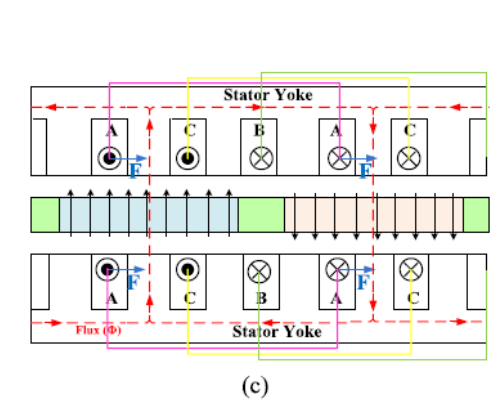 Stator Yoke
A C B A C
F F
F F
A C B A C
Flux (Φ) Stator Yoke
(c)